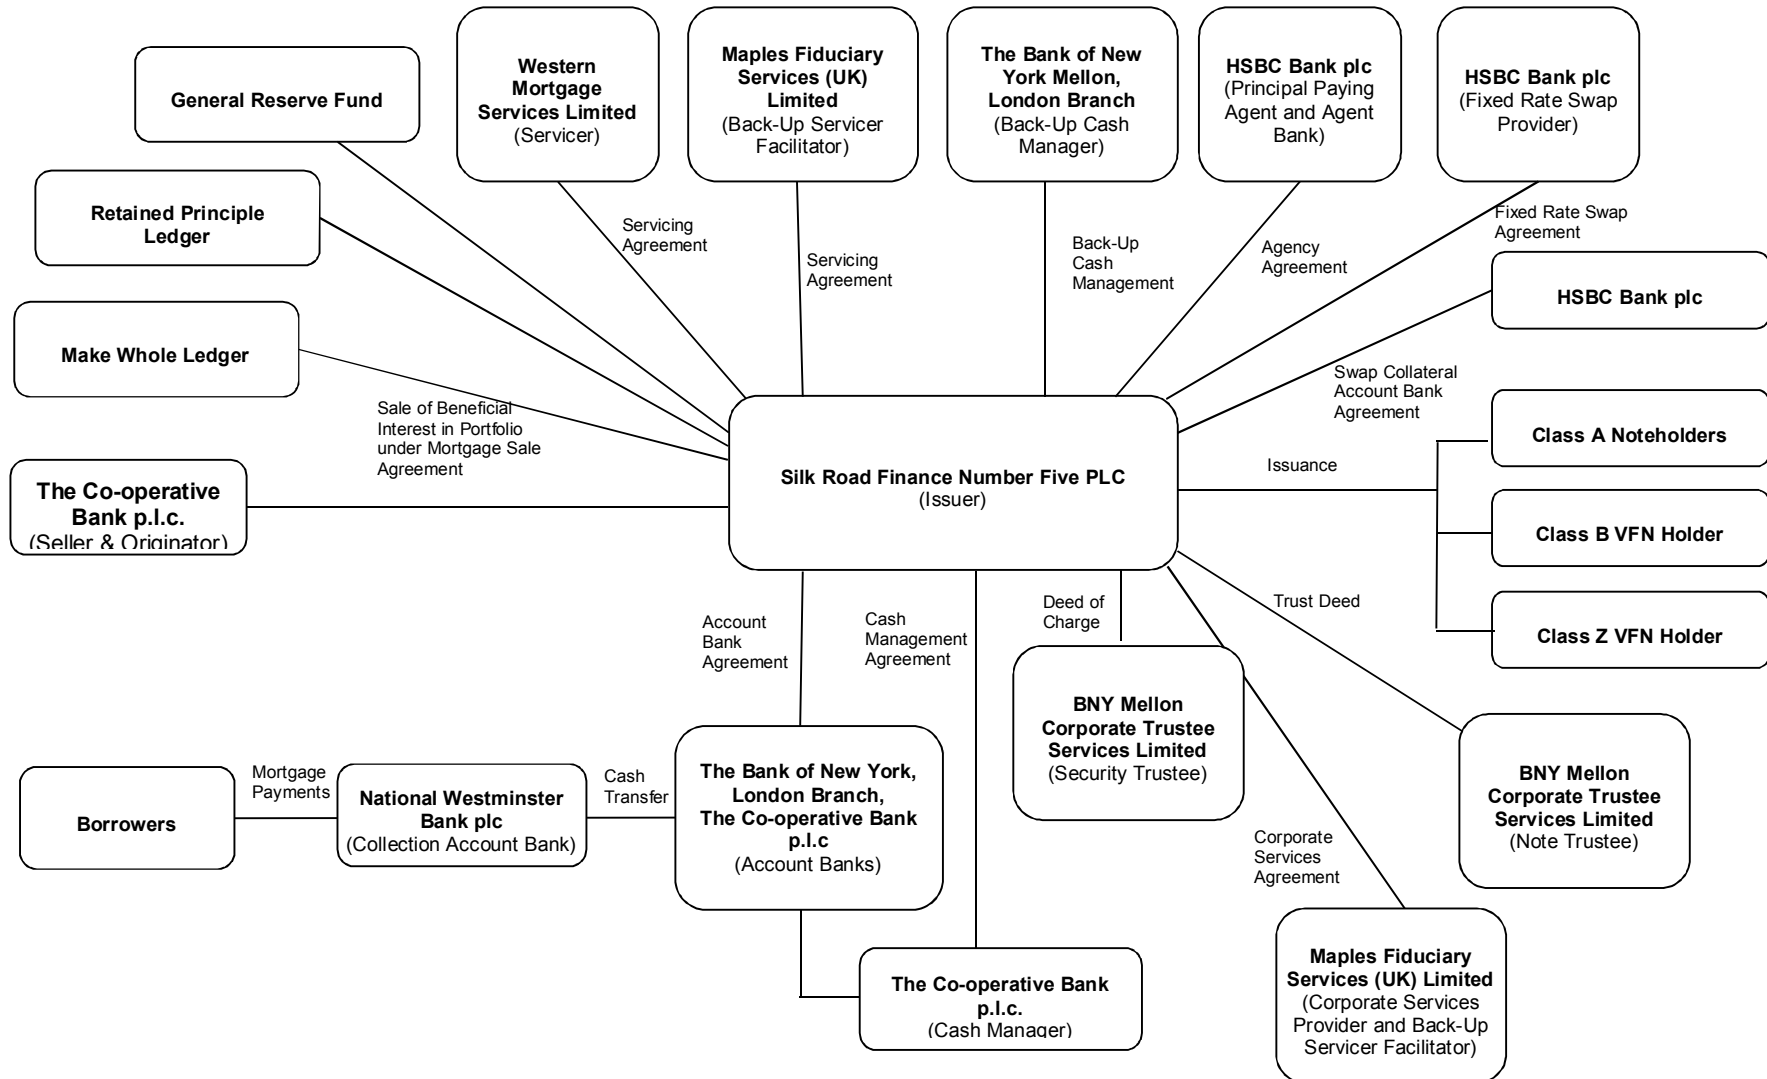 General Reserve Fund
Western
Mortgage
Services Limited
(Servicer)
Maples Fiduciary
Services (UK)
Limited
(Back-Up Servicer
Facilitator)
The Bank of New
York Mellon,
London Branch
(Back-Up Cash
Manager)
HSBC Bank plc
(Principal Paying
Agent and Agent
Bank)
HSBC Bank plc
(Fixed Rate Swap
Provider)
Retained Principle
Ledger
Servicing
Agreement
Servicing
Agreement
Back-Up
Cash
Management
Agency
Agreement
Fixed Rate Swap
Agreement
HSBC Bank plc
Make Whole Ledger
Swap Collateral
Account Bank
Agreement
Sale of Beneficial
Interest in Portfolio
under Mortgage Sale
Agreement
Class A Noteholders
Issuance
Silk Road Finance Number Five PLC
(Issuer)
The Co-operative
Bank p.l.c.
(Seller & Originator)
Class B VFN Holder
Class Z VFN Holder
Account
Bank
Agreement
Cash
Management
Agreement
Deed of
Charge
Trust Deed
BNY Mellon
Corporate Trustee
Services Limited
(Security Trustee)
BNY Mellon
Corporate Trustee
Services Limited
(Note Trustee)
Borrowers
Mortgage
Payments
National Westminster
Bank plc
(Collection Account Bank)
Cash
Transfer
The Bank of New York,
London Branch,
The Co-operative Bank
p.l.c
(Account Banks)
Corporate
Services
Agreement
The Co-operative Bank
p.l.c.
(Cash Manager)
Maples Fiduciary
Services (UK) Limited
(Corporate Services
Provider and Back-Up
Servicer Facilitator)